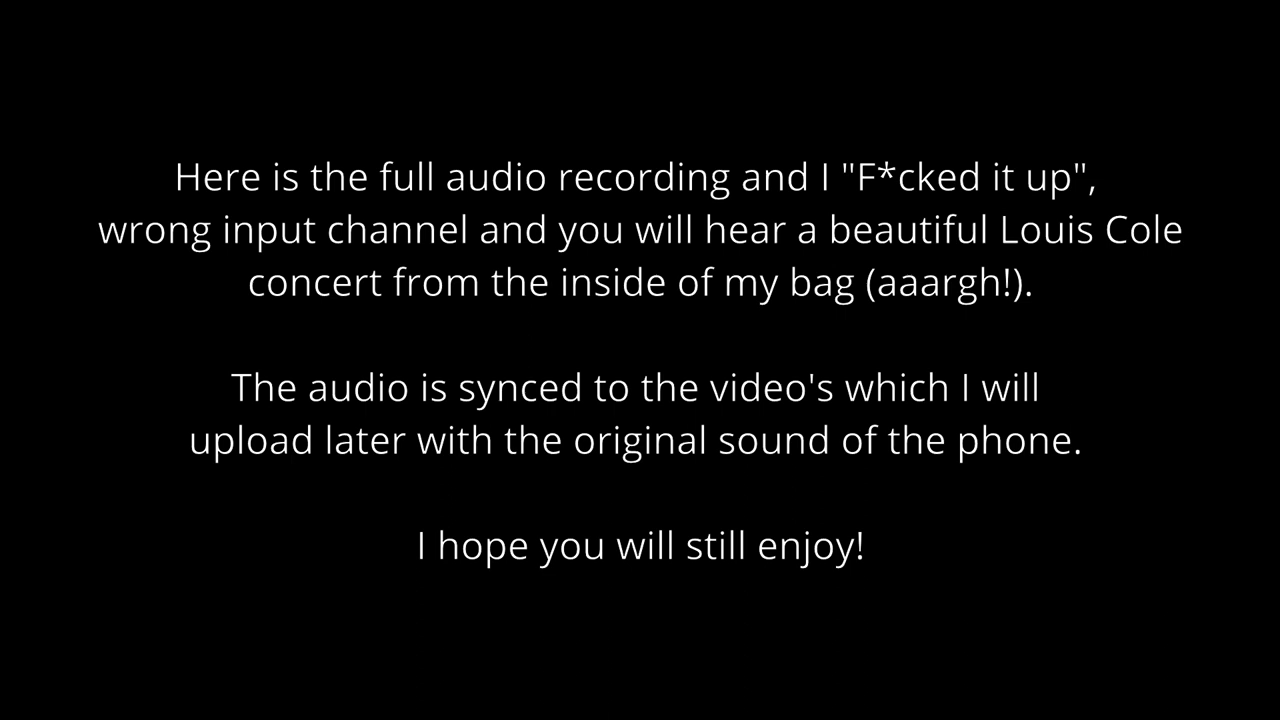 Here is the full audio recording and I "F*cked it up",
wrong input channel and you will hear a beautiful Louis Cole
concert from the inside of my bag (aaargh!).
The audio is synced to the video's which I will
upload later with the original sound of the phone.
I hope you will still enjoy!